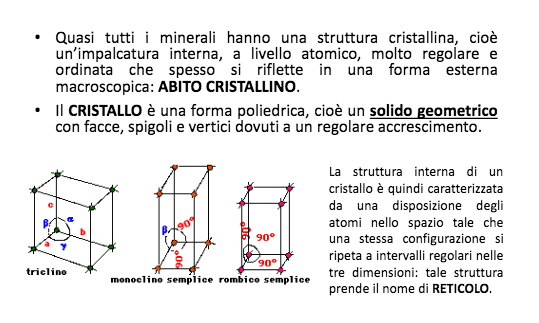 • Quasi tutti i minerali hanno una struttura cristallina, cioè
un'impalcatura interna, a livello atomico, molto regolare e
ordinata che spesso si riflette in una forma esterna
macroscopica: ABITO CRISTALLINO.
• Il CRISTALLO è una forma poliedrica, cioè un solido geometrico
con facce, spigoli e vertici dovuti a un regolare accrescimento.
c
β
α
b
a
γ
triclino
β
90°
90°
monoclino semplice
90°
90°
90°
rombico semplice
La struttura interna di un
cristallo è quindi caratterizzata
da una disposizione degli
atomi nello spazio tale che
una stessa configurazione si
ripeta a intervalli regolari nelle
tre dimensioni: tale struttura
prende il nome di RETICOLO.